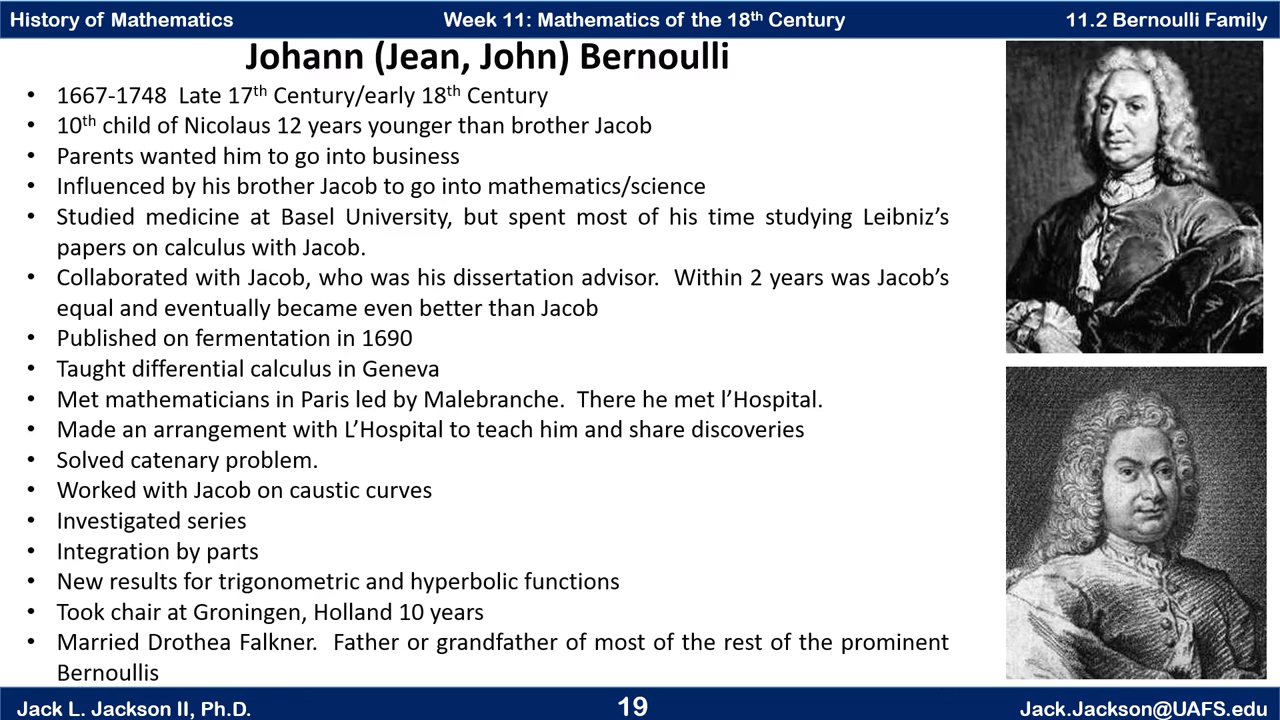 History of Mathematics Week 11: Mathematics of the 18th Century 11.2 Bernoulli Family
Johann (Jean, John) Bernoulli
• 1667-1748 Late 17th Century/early 18th Century
• 10th child of Nicolaus 12 years younger than brother Jacob
• Parents wanted him to go into business
• Influenced by his brother Jacob to go into mathematics/science
• Studied medicine at Basel University, but spent most of his time studying Leibniz’s
papers on calculus with Jacob.
• Collaborated with Jacob, who was his dissertation advisor. Within 2 years was Jacob’s
equal and eventually became even better than Jacob
• Published on fermentation in 1690
• Taught differential calculus in Geneva
• Met mathematicians in Paris led by Malebranche. There he met l’Hospital.
• Made an arrangement with L’Hospital to teach him and share discoveries
• Solved catenary problem.
• Worked with Jacob on caustic curves
• Investigated series
• Integration by parts
• New results for trigonometric and hyperbolic functions
• Took chair at Groningen, Holland 10 years
• Married Drothea Falkner. Father or grandfather of most of the rest of the prominent
Bernoullis
Jack L. Jackson II, Ph.D. 19 Jack.Jackson@UAFS.edu